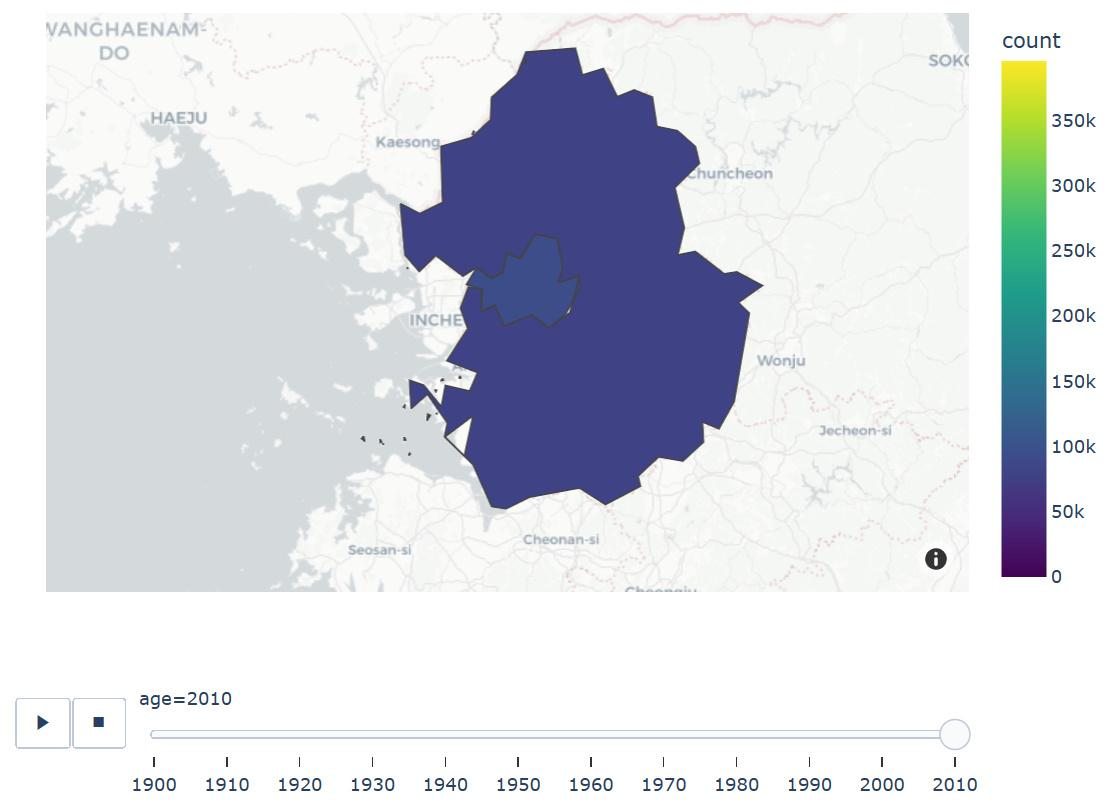 WANGHAENAM-
DO
HAEJU
Kaesong
SOKC
Chuncheon
INCHE
Wonju
Jecheon-si
Seosan-si
Cheonan-si
Cheongju
count
350k
300k
250k
200k
150k
100k
50k
0
age=2010
1900
1910
1920
1930
1940
1950
1960
1970
1980
1990
2000
2010